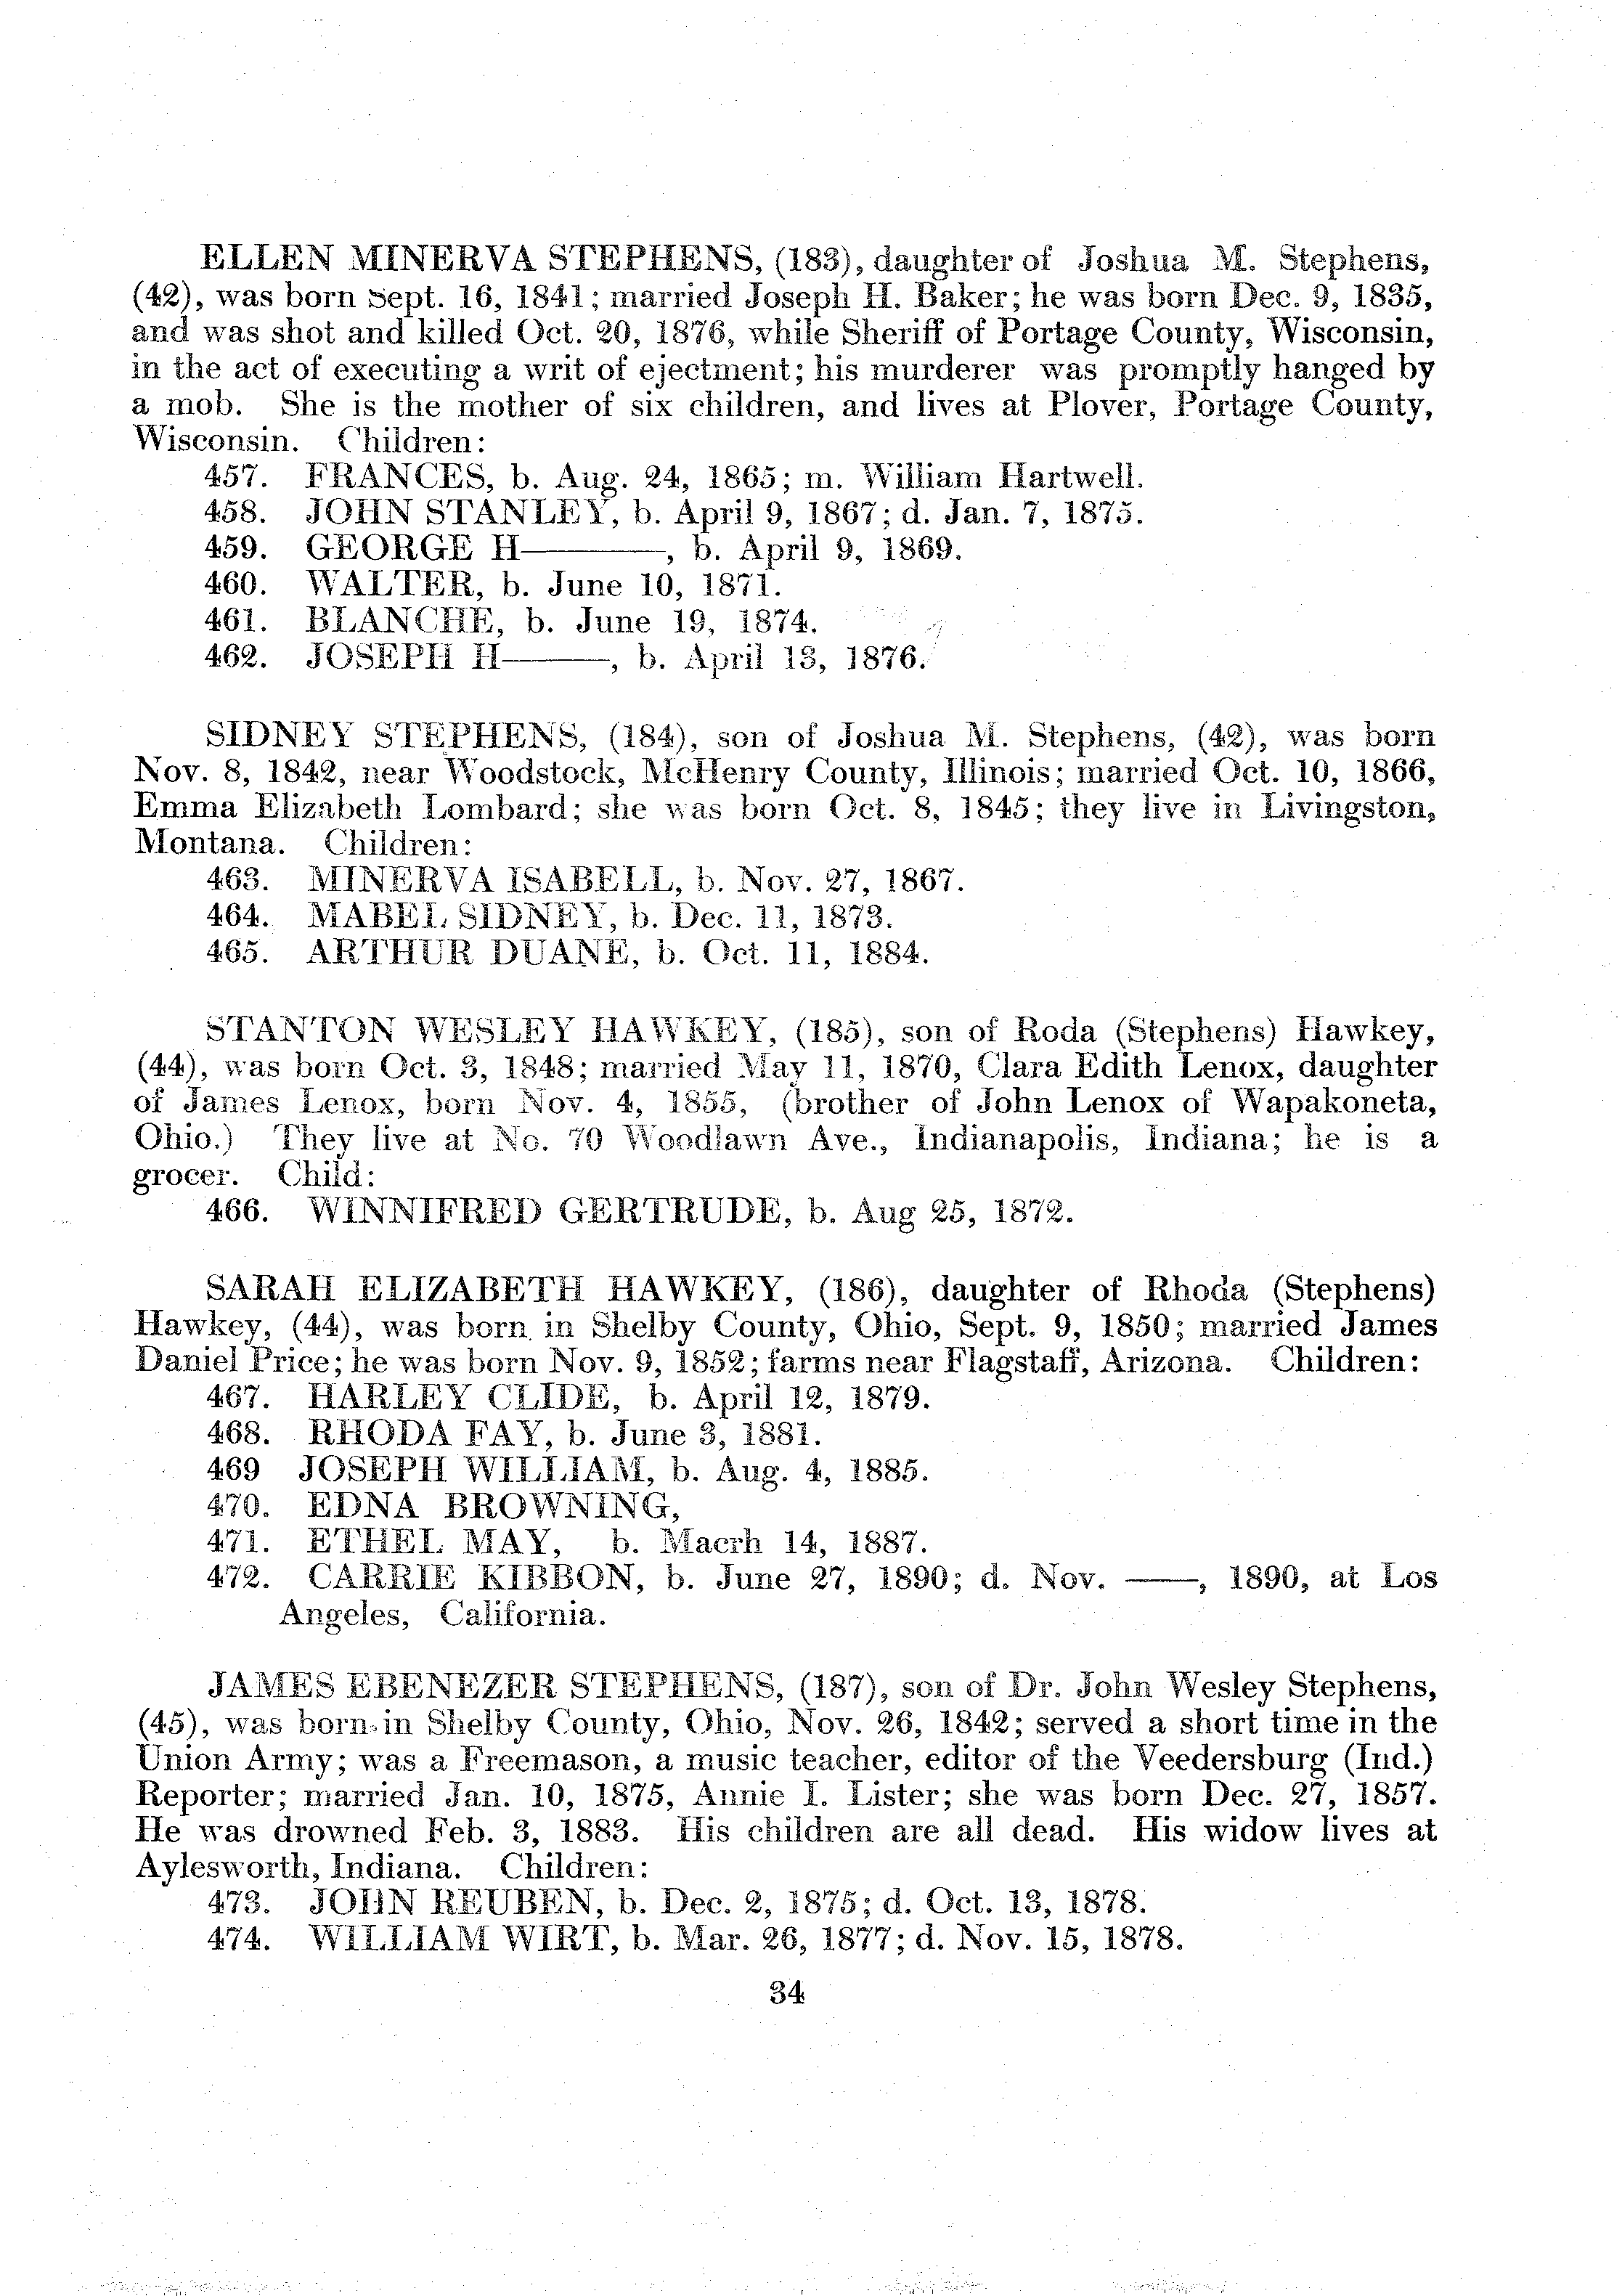 ELLEN MINERVA STEPHENS, (183), daughter of Joshua M. Stephens,
(42), was born Sept. 16, 1841; married Joseph H. Baker; he was born Dec. 9, 1835,
and was shot and killed Oct. 20, 1876, while Sheriff of Portage County, Wisconsin,
in the act of executing a writ of ejectment; his murderer was promptly hanged by
a mob. She is the mother of six children, and lives at Plover, Portage County,
Wisconsin. Children:
457. FRANCES, b. Aug. 24, 1865; m. William Hartwell.
458. JOHN STANLEY, b. April 9, 1867; d. Jan. 7, 1875.
459. GEORGE H———, b. April 9, 1869.
460. WALTER, b. June 10, 1871.
461. BLANCHE, b. June 19, 1874.
462. JOSEPH H———, b. April 13, 1876.
SIDNEY STEPHENS, (184), son of Joshua M. Stephens, (42), was born
Nov. 8, 1842, near Woodstock, McHenry County, Illinois; married Oct. 10, 1866,
Emma Elizabeth Lombard; she was born Oct. 8, 1845; they live in Livingston,
Montana. Children:
463. MINERVA ISABELL, b. Nov. 27, 1867.
464. MABEL SIDNEY, b. Dec. 11, 1873.
465. ARTHUR DUANE, b. Oct. 11, 1884.
STANTON WESLEY HAWKEY, (185), son of Roda (Stephens) Hawkey,
(44), was born Oct. 3, 1848; married May 11, 1870, Clara Edith Lenox, daughter
of James Lenox, born Nov. 4, 1855, (brother of John Lenox of Wapakoneta,
Ohio.) They live at No. 70 Woodlawn Ave., Indianapolis, Indiana; he is a
grocer. Child:
466. WINNIFRED GERTRUDE, b. Aug 25, 1872.
SARAH ELIZABETH HAWKEY, (186), daughter of Rhoda (Stephens)
Hawkey, (44), was born in Shelby County, Ohio, Sept. 9, 1850; married James
Daniel Price; he was born Nov. 9, 1852; farms near Flagstaff, Arizona. Children:
467. HARLEY CLIDE, b. April 12, 1879.
468. RHODA FAY, b. June 3, 1881.
469 JOSEPH WILLIAM, b. Aug. 4, 1885.
470. EDNA BROWNING,
471. ETHEL MAY, b. Macrh 14, 1887.
472. CARRIE KIBBON, b. June 27, 1890; d. Nov. ——, 1890, at Los
Angeles, California.
JAMES EBENEZER STEPHENS, (187), son of Dr. John Wesley Stephens,
(45), was born in Shelby County, Ohio, Nov. 26, 1842; served a short time in the
Union Army; was a Freemason, a music teacher, editor of the Veedersburg (Ind.)
Reporter; married Jan. 10, 1875, Annie I. Lister; she was born Dec. 27, 1857.
He was drowned Feb. 3, 1883. His children are all dead. His widow lives at
Aylesworth, Indiana. Children:
473. JOHN REUBEN, b. Dec. 2, 1875; d. Oct. 13, 1878.
474. WILLIAM WIRT, b. Mar. 26, 1877; d. Nov. 15, 1878.
34